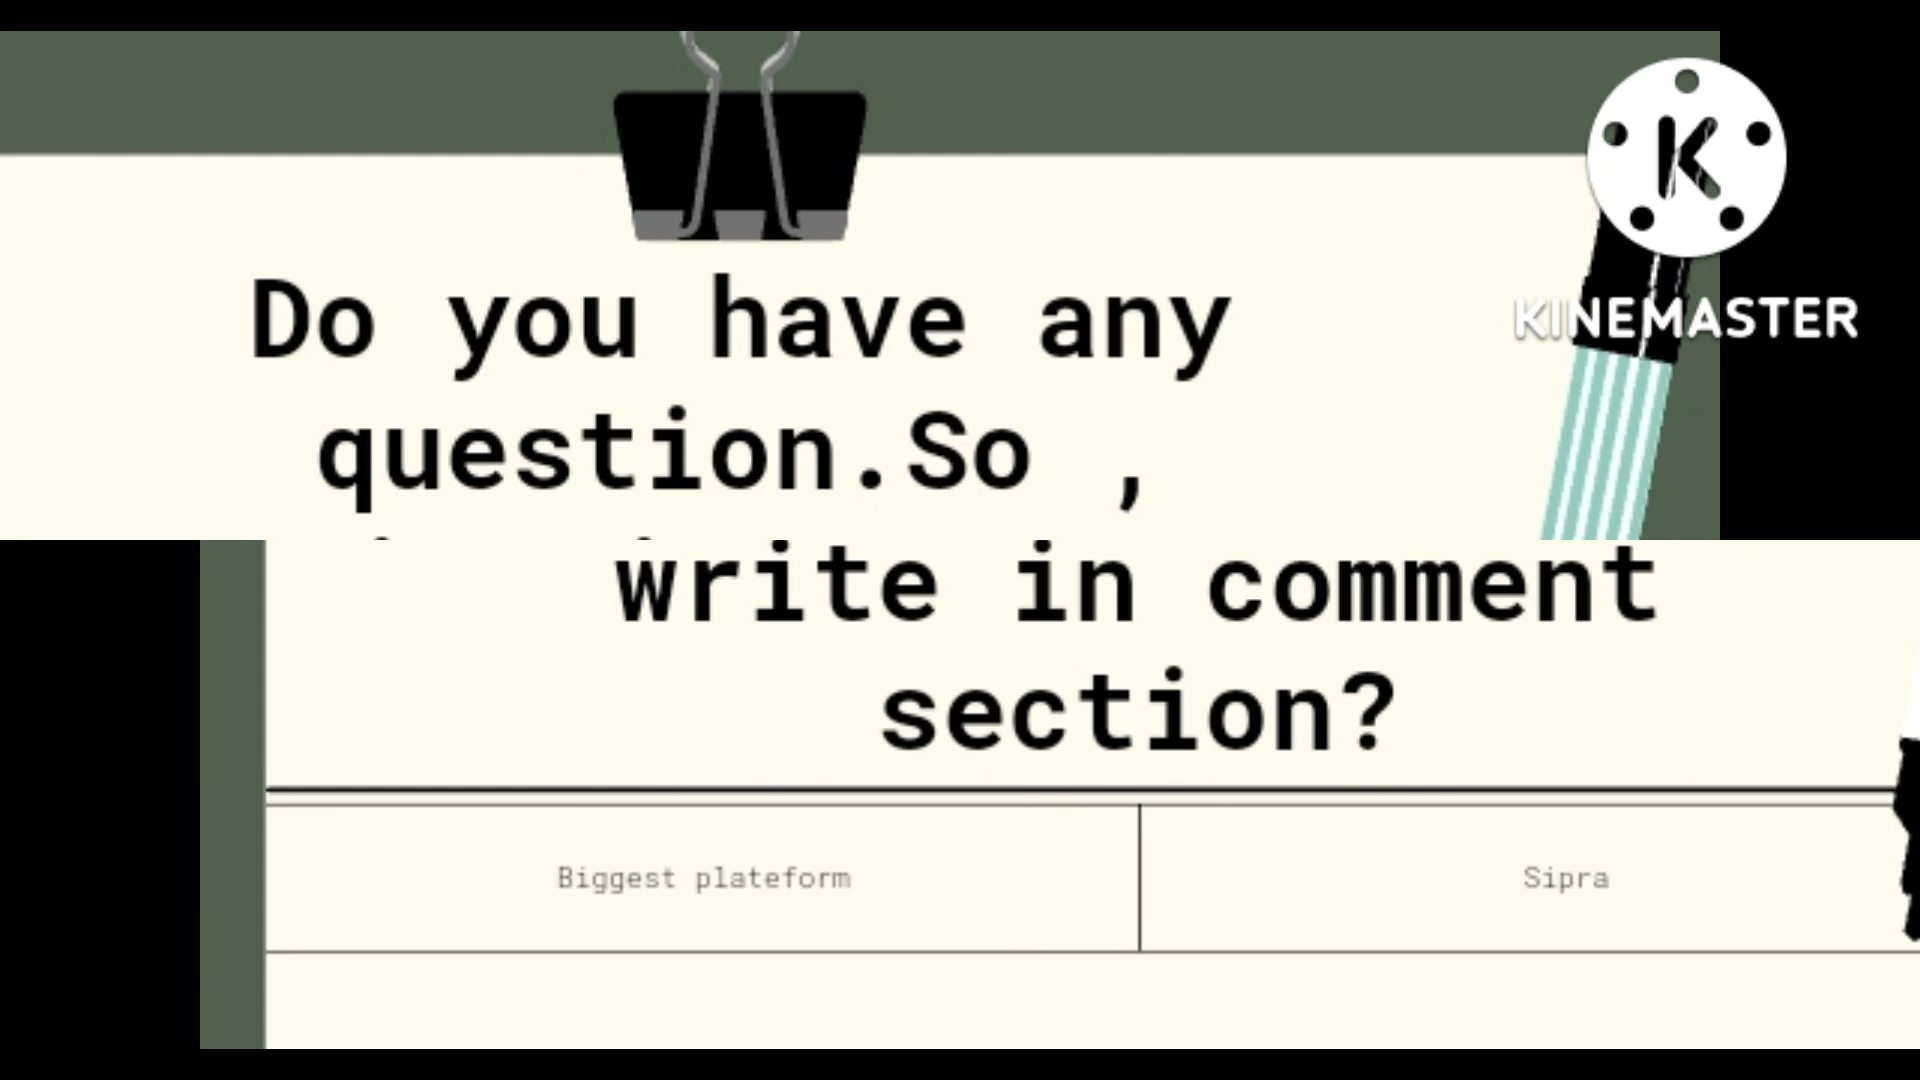 Do you have any
question.So ,
write in comment
section?
KINEMASTER
Biggest plateform
Sipra